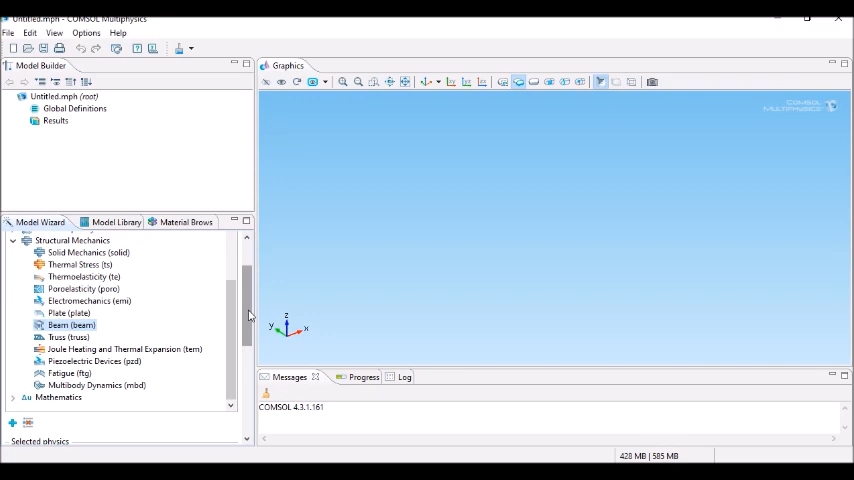 Untitled.mph - COMSOL Multiphysics
File Edit View Options Help
Model Builder
Graphics
Untitled.mph (root)
Global Definitions
Results
COMSOL
MULTIPHYSICS
Model Wizard Model Library Material Brows
Structural Mechanics
Solid Mechanics (solid)
Thermal Stress (ts)
Thermoelasticity (te)
Poroelasticity (poro)
Electromechanics (emi)
Plate (plate)
Beam (beam)
Truss (truss)
Joule Heating and Thermal Expansion (tem)
Piezoelectric Devices (pzd)
Fatigue (ftg)
Multibody Dynamics (mbd)
Mathematics
Selected physics
z
y
x
Messages Progress Log
COMSOL 4.3.1.161
428 MB | 585 MB